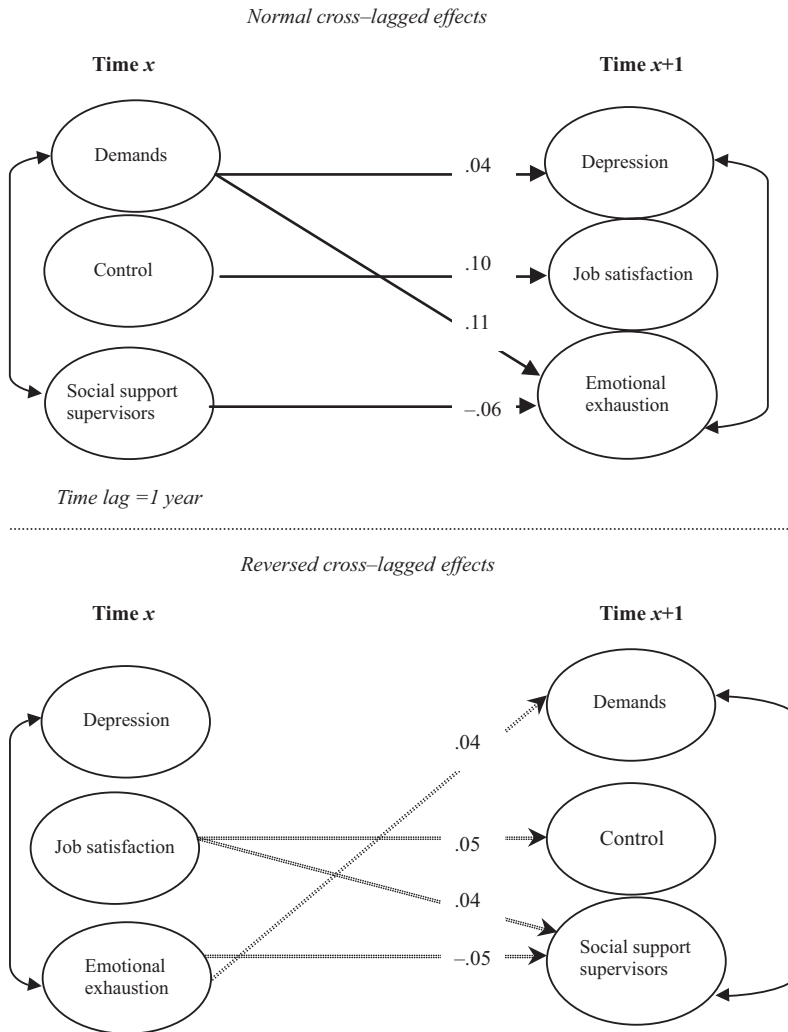 Normal cross–lagged effects
Time x
Time x+1
Demands
Depression
.04
Control
.10
Job satisfaction
.11
Social support
supervisors
–.06
Emotional
exhaustion
Time lag =1 year
Reversed cross–lagged effects
Time x
Time x+1
Depression
Demands
.04
Job satisfaction
.05
Control
.04
Emotional
exhaustion
–.05
Social support
supervisors